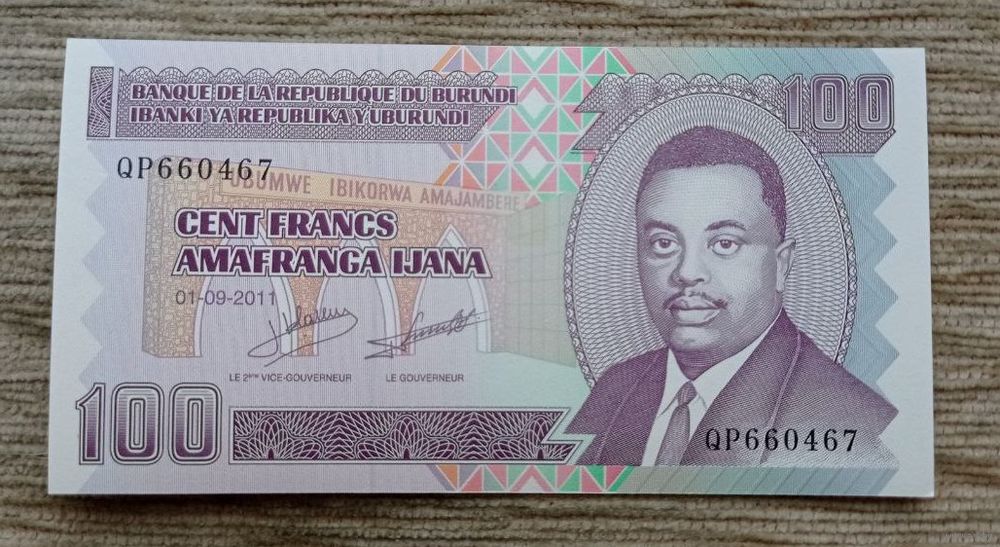 BANQUE DE LA REPUBLIQUE DU BURUNDI
IBANKI YA REPUBLIKA Y'UBURUNDI
100
QP660467
UBUMWE IBIKORWA AMAJAMBERE
CENT FRANCS
AMAFRANGA IJANA
01-09-2011
LE 2ème VICE-GOUVERNEUR
LE GOUVERNEUR
100
QP660467